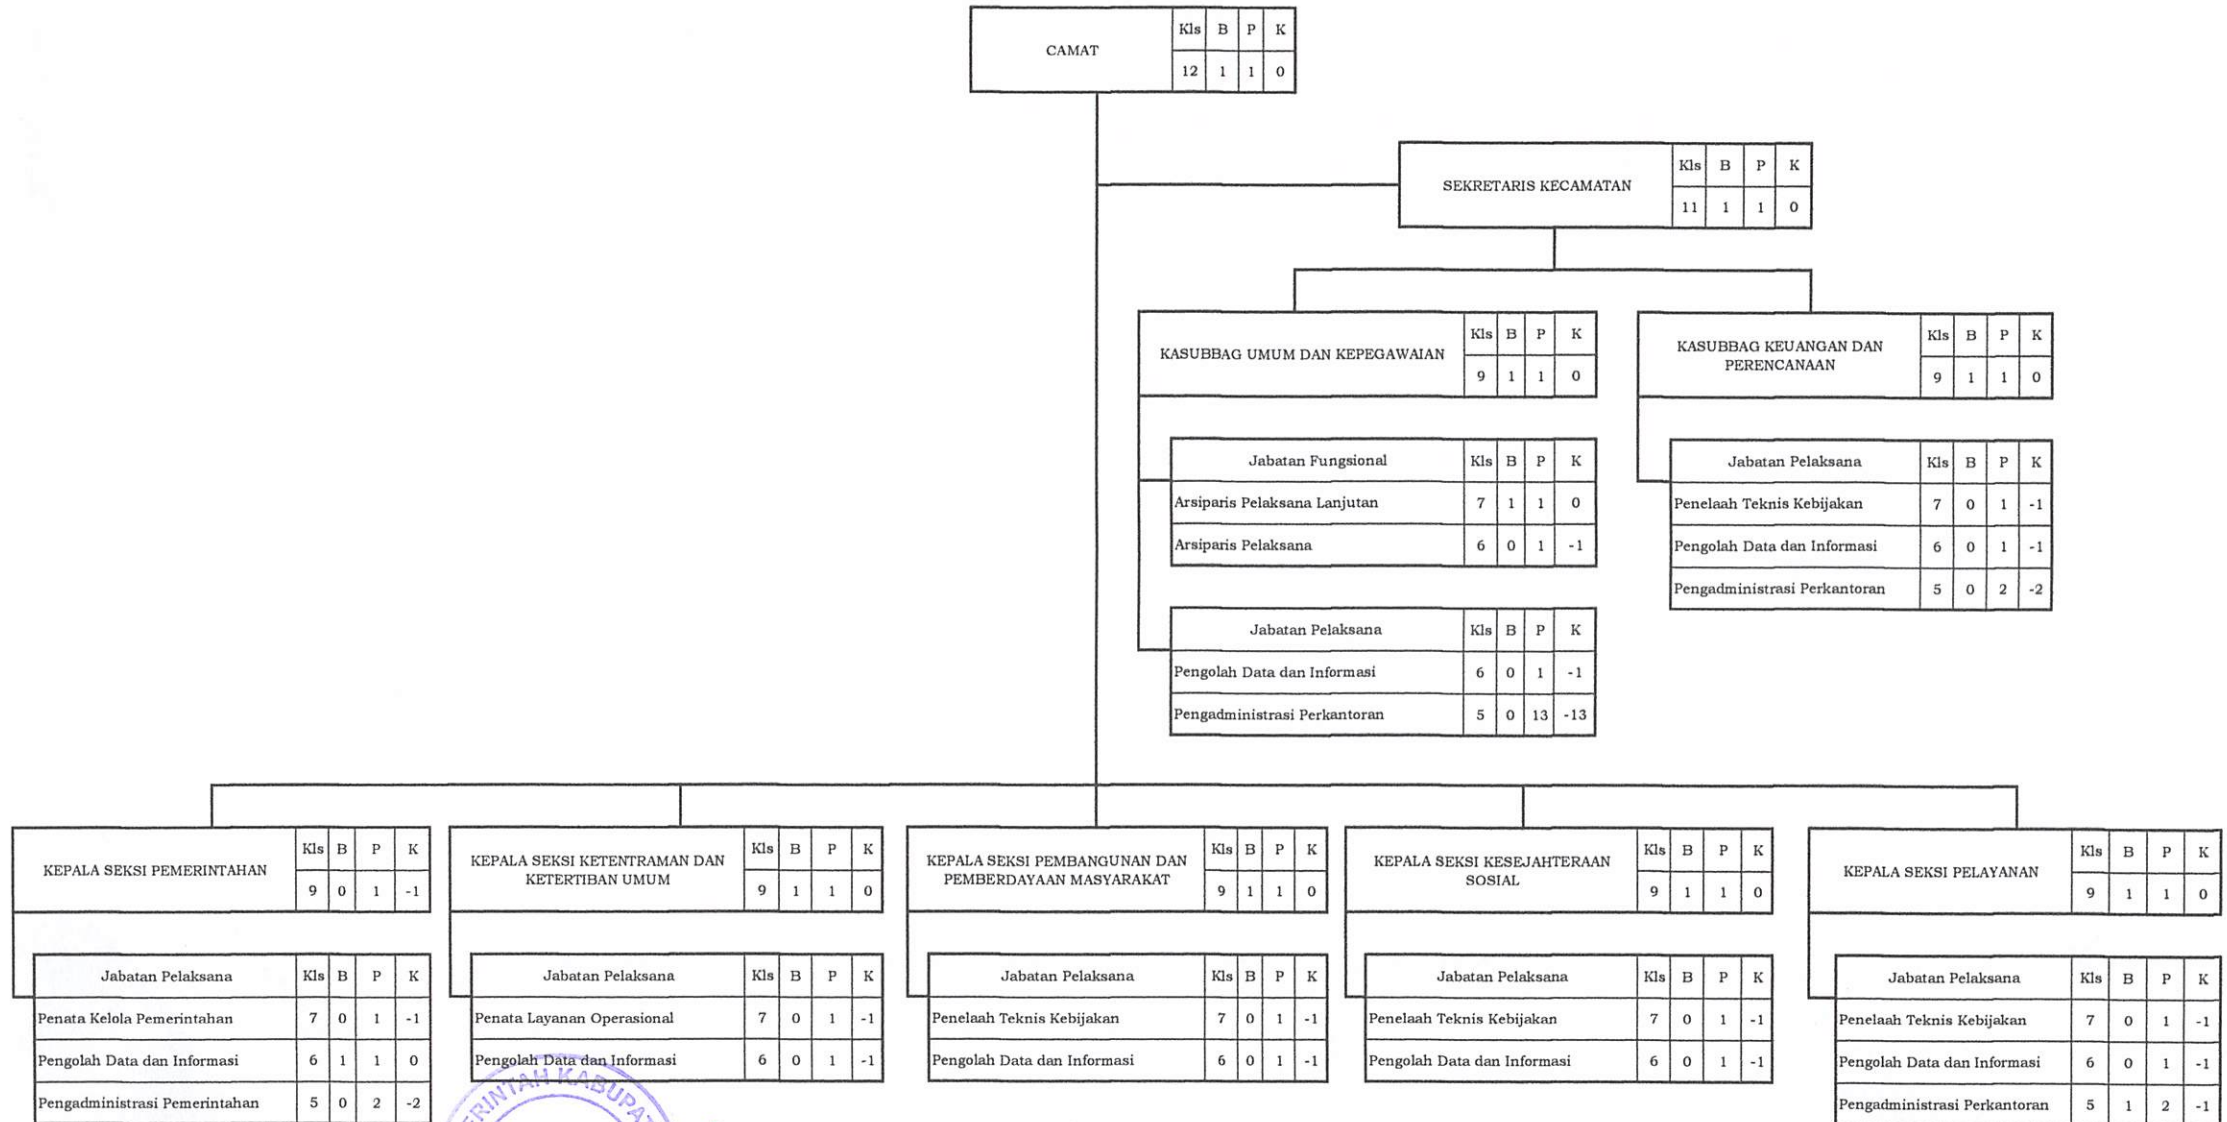 CAMAT
Kls B P K
12 1 1 0
SEKRETARIS KECAMATAN
Kls B P K
11 1 1 0
KASUBBAG UMUM DAN KEPEGAWAIAN
Kls B P K
9 1 1 0
Jabatan Fungsional Kls B P K
Arsiparis Pelaksana Lanjutan 7 1 1 0
Arsiparis Pelaksana 6 0 1 -1
Jabatan Pelaksana Kls B P K
Pengolah Data dan Informasi 6 0 1 -1
Pengadministrasi Perkantoran 5 0 13 -13
KASUBBAG KEUANGAN DAN
PERENCANAAN
Kls B P K
9 1 1 0
Jabatan Pelaksana Kls B P K
Penelaah Teknis Kebijakan 7 0 1 -1
Pengolah Data dan Informasi 6 0 1 -1
Pengadministrasi Perkantoran 5 0 2 -2
KEPALA SEKSI PEMERINTAHAN
Kls B P K
9 0 1 -1
Jabatan Pelaksana Kls B P K
Penata Kelola Pemerintahan 7 0 1 -1
Pengolah Data dan Informasi 6 1 1 0
Pengadministrasi Pemerintahan 5 0 2 -2
KEPALA SEKSI KETENTRAMAN DAN
KETERTIBAN UMUM
Kls B P K
9 1 1 0
Jabatan Pelaksana Kls B P K
Penata Layanan Operasional 7 0 1 -1
Pengolah Data dan Informasi 6 0 1 -1
KEPALA SEKSI PEMBANGUNAN DAN
PEMBERDAYAAN MASYARAKAT
Kls B P K
9 1 1 0
Jabatan Pelaksana Kls B P K
Penelaah Teknis Kebijakan 7 0 1 -1
Pengolah Data dan Informasi 6 0 1 -1
KEPALA SEKSI KESEJAHTERAAN
SOSIAL
Kls B P K
9 1 1 0
Jabatan Pelaksana Kls B P K
Penelaah Teknis Kebijakan 7 0 1 -1
Pengolah Data dan Informasi 6 0 1 -1
KEPALA SEKSI PELAYANAN
Kls B P K
9 1 1 0
Jabatan Pelaksana Kls B P K
Penelaah Teknis Kebijakan 7 0 1 -1
Pengolah Data dan Informasi 6 0 1 -1
Pengadministrasi Perkantoran 5 1 2 -1